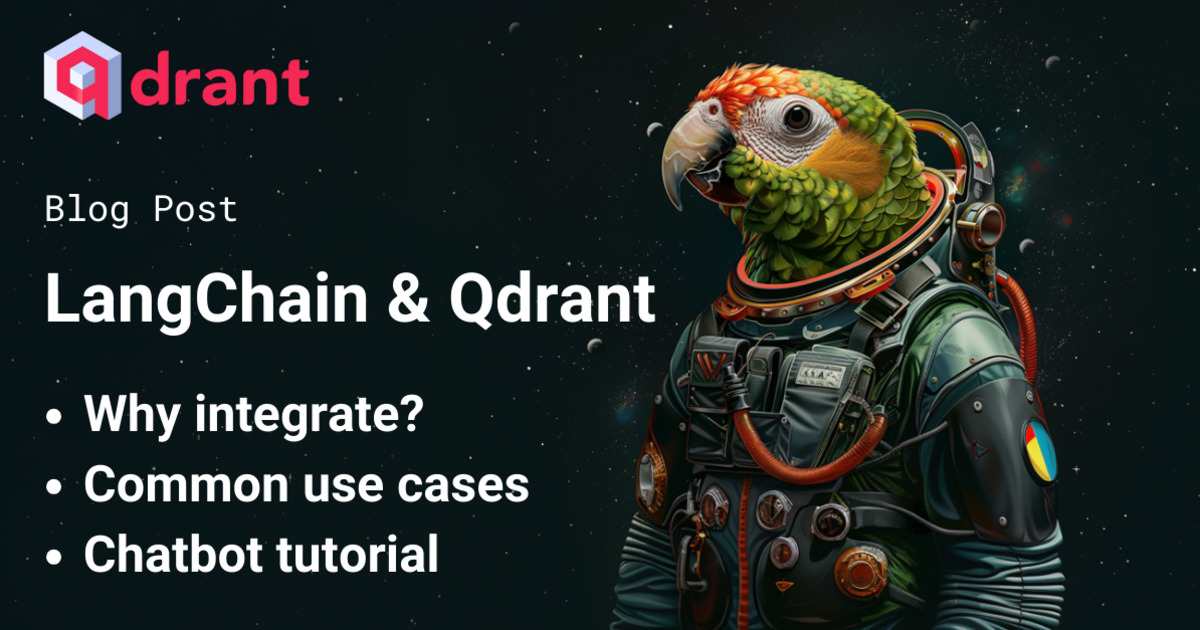 qdrant
Blog Post
LangChain & Qdrant
• Why integrate?
• Common use cases
• Chatbot tutorial